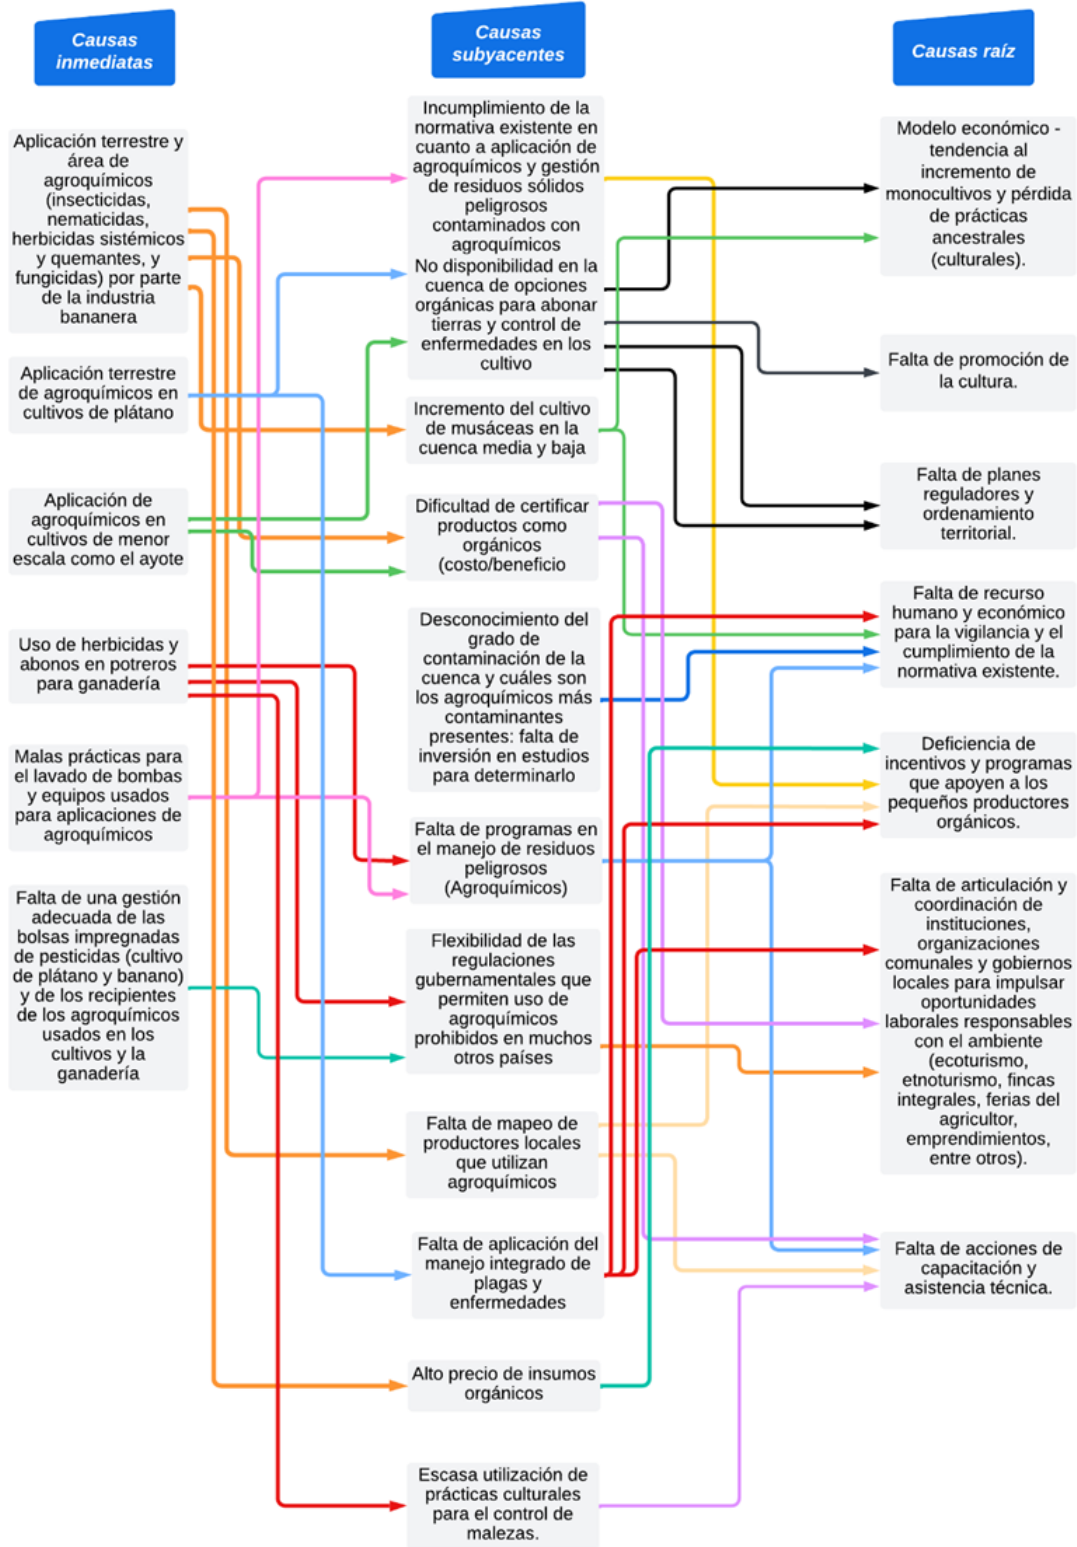 Causas
inmediatas
Aplicación terrestre y
área de
agroquímicos
(insecticidas,
nematicidas,
herbicidas sistémicos
y quemantes, y
fungicidas) por parte
de la industria
bananera
Aplicación terrestre
de agroquímicos en
cultivos de plátano
Aplicación de
agroquímicos en
cultivos de menor
escala como el ayote
Uso de herbicidas y
abonos en potreros
para ganadería
Malas prácticas para
el lavado de bombas
y equipos usados
para aplicaciones de
agroquímicos
Falta de una gestión
adecuada de las
bolsas impregnadas
de pesticidas (cultivo
de plátano y banano)
y de los recipientes
de los agroquímicos
usados en los
cultivos y la
ganadería
Causas
subyacentes
Incumplimiento de la
normativa existente en
cuanto a aplicación de
agroquímicos y gestión
de residuos sólidos
peligrosos
contaminados con
agroquímicos
No disponibilidad en la
cuenca de opciones
orgánicas para abonar
tierras y control de
enfermedades en los
cultivo
Incremento del cultivo
de musáceas en la
cuenca media y baja
Dificultad de certificar
productos como
orgánicos
(costo/beneficio
Desconocimiento del
grado de
contaminación de la
cuenca y cuáles son
los agroquímicos más
contaminantes
presentes: falta de
inversión en estudios
para determinarlo
Falta de programas en
el manejo de residuos
peligrosos
(Agroquímicos)
Flexibilidad de las
regulaciones
gubernamentales que
permiten uso de
agroquímicos
prohibidos en muchos
otros países
Falta de mapeo de
productores locales
que utilizan
agroquímicos
Falta de aplicación del
manejo integrado de
plagas y
enfermedades
Alto precio de insumos
orgánicos
Escasa utilización de
prácticas culturales
para el control de
malezas.
Causas raíz
Modelo económico -
tendencia al
incremento de
monocultivos y pérdida
de prácticas
ancestrales
(culturales).
Falta de promoción de
la cultura.
Falta de planes
reguladores y
ordenamiento
territorial.
Falta de recurso
humano y económico
para la vigilancia y el
cumplimiento de la
normativa existente.
Deficiencia de
incentivos y programas
que apoyen a los
pequeños productores
orgánicos.
Falta de articulación y
coordinación de
instituciones,
organizaciones
comunales y gobiernos
locales para impulsar
oportunidades
laborales responsables
con el ambiente
(ecoturismo,
etnoturismo, fincas
integrales, ferias del
agricultor,
emprendimientos,
entre otros).
Falta de acciones de
capacitación y
asistencia técnica.